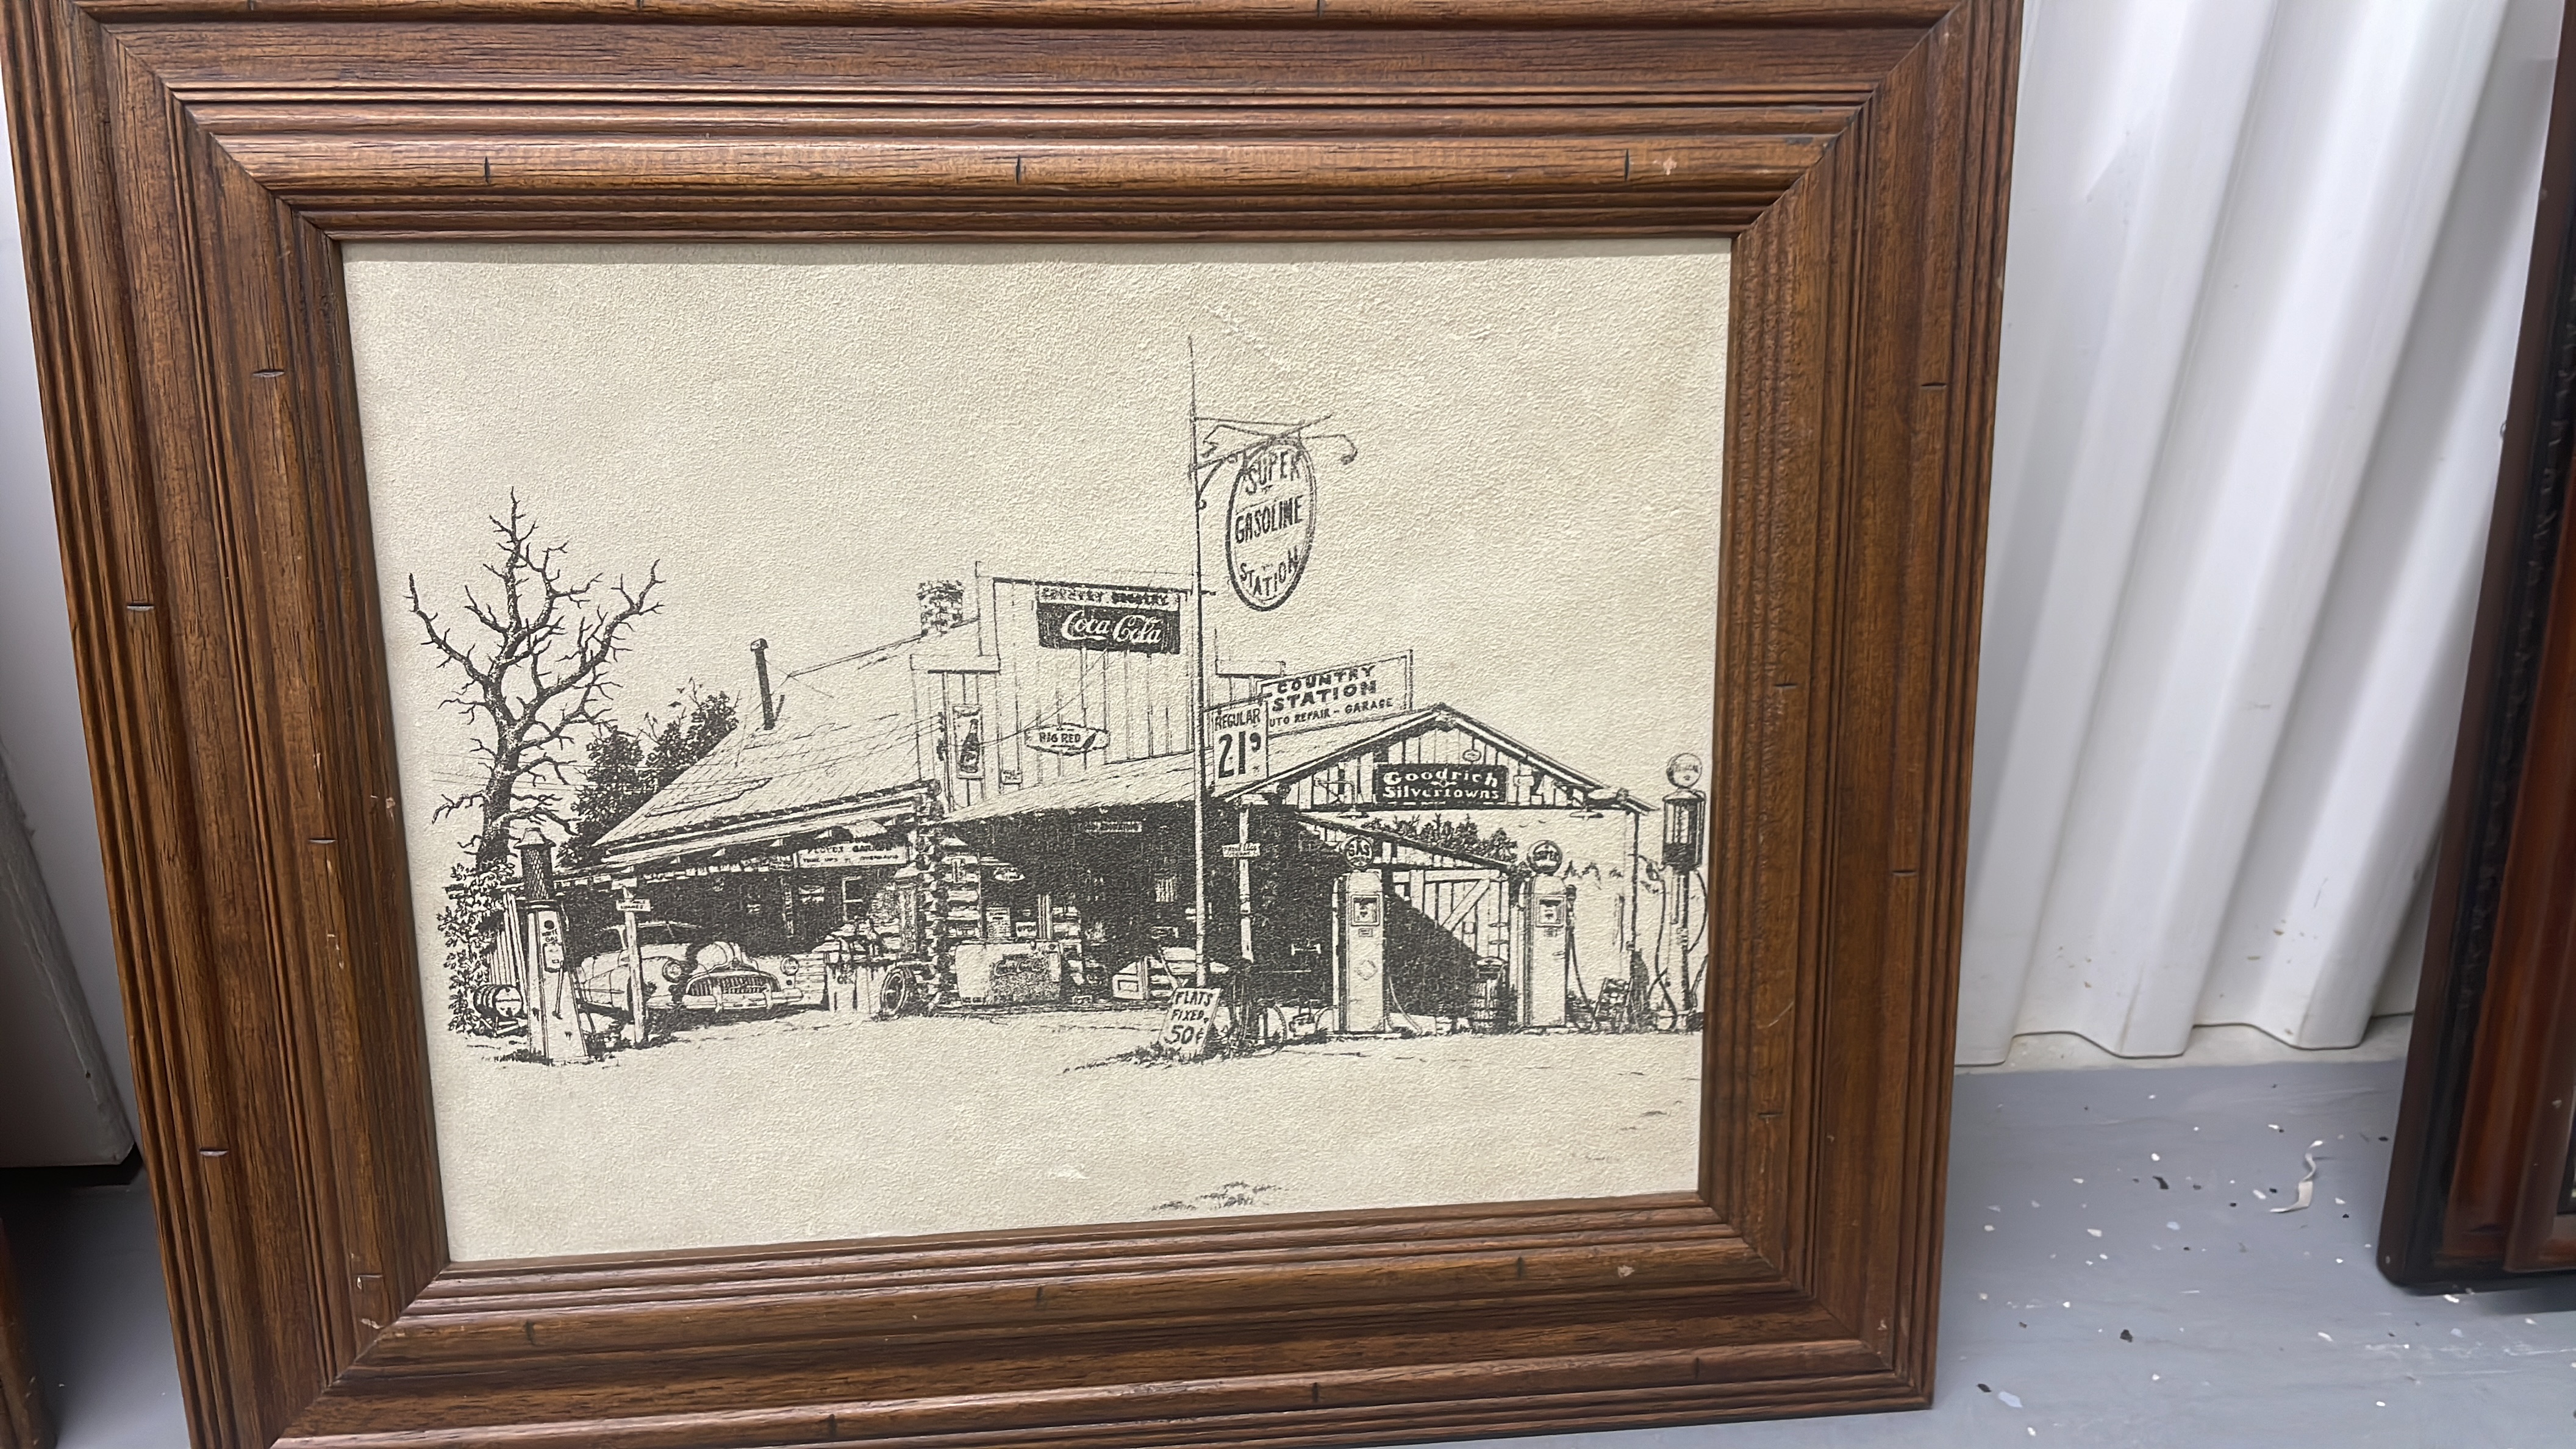 SUPER
GASOLINE
STATION
COUNTRY GROCERY
Coca-Cola
COUNTRY
STATION
UTO REPAIR - GARAGE
REGULAR
21⁹
BIG RED
Goodrich
Silvertowns
GAS
FLATS
FIXED
50¢